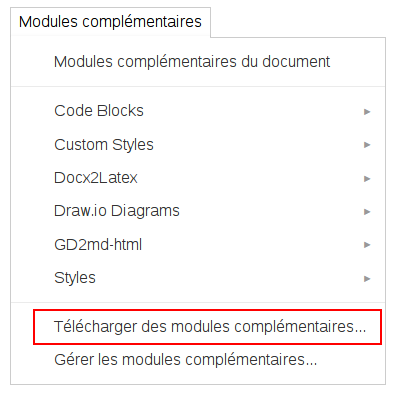 Modules complémentaires
Modules complémentaires du document
Code Blocks
Custom Styles
Docx2Latex
Draw.io Diagrams
GD2md-html
Styles
Télécharger des modules complémentaires...
Gérer les modules complémentaires...